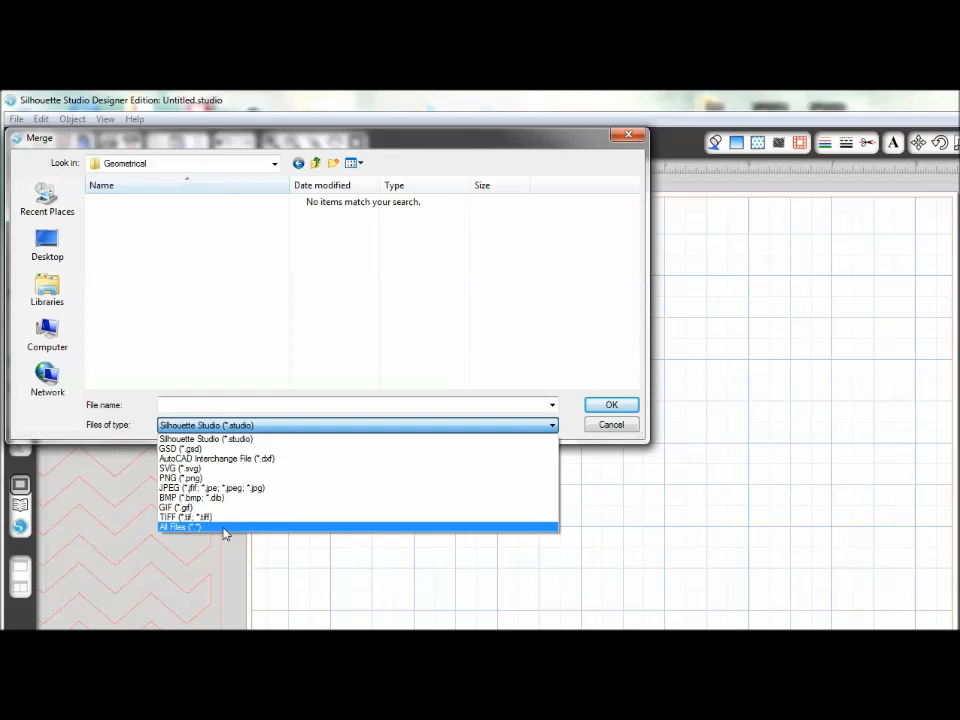 Silhouette Studio Designer Edition: Untitled.studio
File Edit Object View Help
Merge
Look in: Geometrical
Name Date modified Type Size
No items match your search.
Recent Places
Desktop
Libraries
Computer
Network
File name: OK
Files of type: Silhouette Studio (*.studio) Cancel
Silhouette Studio (*.studio)
GSD (*.gsd)
AutoCAD Interchange File (*.dxf)
SVG (*.svg)
PNG (*.png)
JPEG (*.jfif; *.jpe; *.jpeg; *.jpg)
BMP (*.bmp; *.dib)
GIF (*.gif)
TIFF (*.tif; *.tiff)
All Files (*.*)
A